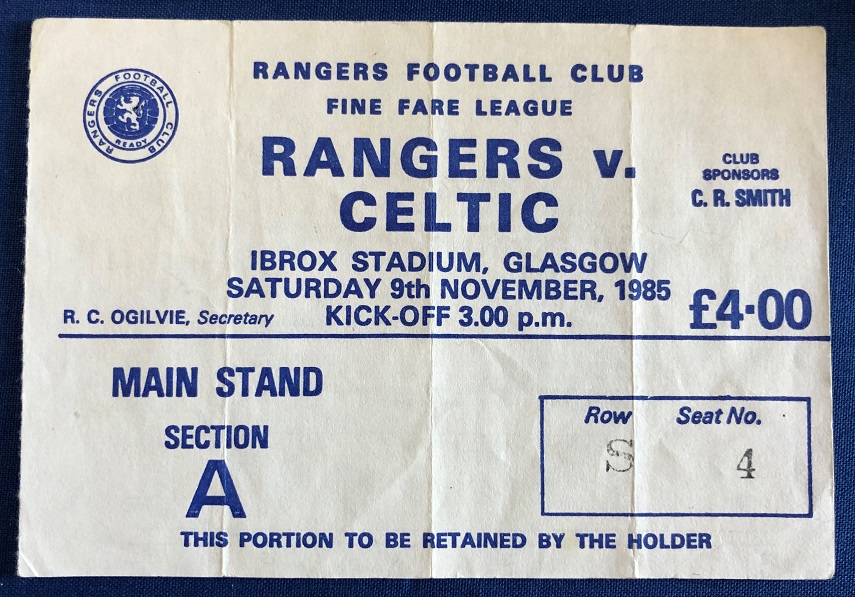 RANGERS FOOTBALL CLUB
READY
RANGERS FOOTBALL CLUB
FINE FARE LEAGUE
RANGERS v.
CELTIC
CLUB
SPONSORS
C. R. SMITH
IBROX STADIUM, GLASGOW
SATURDAY 9th NOVEMBER, 1985
R. C. OGILVIE, Secretary
KICK-OFF 3.00 p.m.
£4·00
MAIN STAND
SECTION
A
Row Seat No.
S 4
THIS PORTION TO BE RETAINED BY THE HOLDER